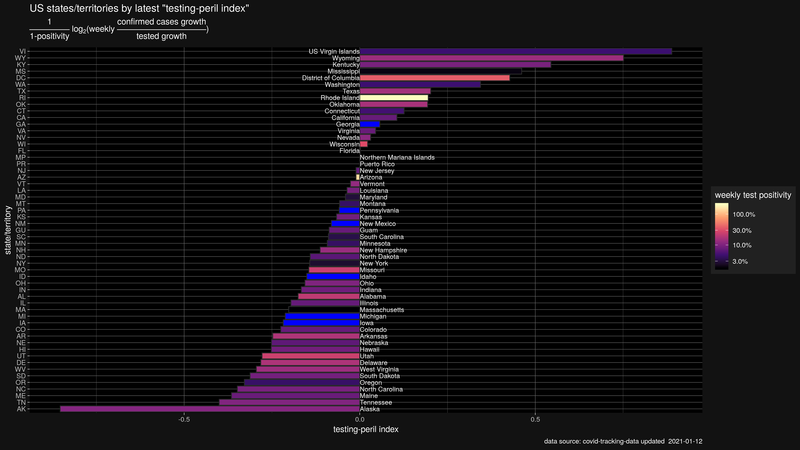 US states/territories by latest "testing-peril index"
1 confirmed cases growth
log2(weekly )
1-positivity tested growth
VI US Virgin Islands
WY Wyoming
KY Kentucky
MS Mississippi
DC District of Columbia
WA Washington
TX Texas
RI Rhode Island
OK Oklahoma
CT Connecticut
CA California
GA Georgia
VA Virginia
NV Nevada
WI Wisconsin
FL Florida
MP Northern Mariana Islands
PR Puerto Rico
NJ New Jersey
AZ Arizona
VT Vermont
LA Louisiana
MD Maryland
MT Montana
PA Pennsylvania
KS Kansas
NM New Mexico
GU Guam
SC South Carolina
MN Minnesota
NH New Hampshire
ND North Dakota
NY New York
MO Missouri
ID Idaho
OH Ohio
IN Indiana
AL Alabama
IL Illinois
MA Massachusetts
MI Michigan
IA Iowa
CO Colorado
AR Arkansas
NE Nebraska
HI Hawaii
UT Utah
DE Delaware
WV West Virginia
SD South Dakota
OR Oregon
NC North Carolina
ME Maine
TN Tennessee
AK Alaska
state/territory
-0.5 0.0 0.5
testing-peril index
weekly test positivity
100.0%
30.0%
10.0%
3.0%
data source: covid-tracking-data updated 2021-01-12